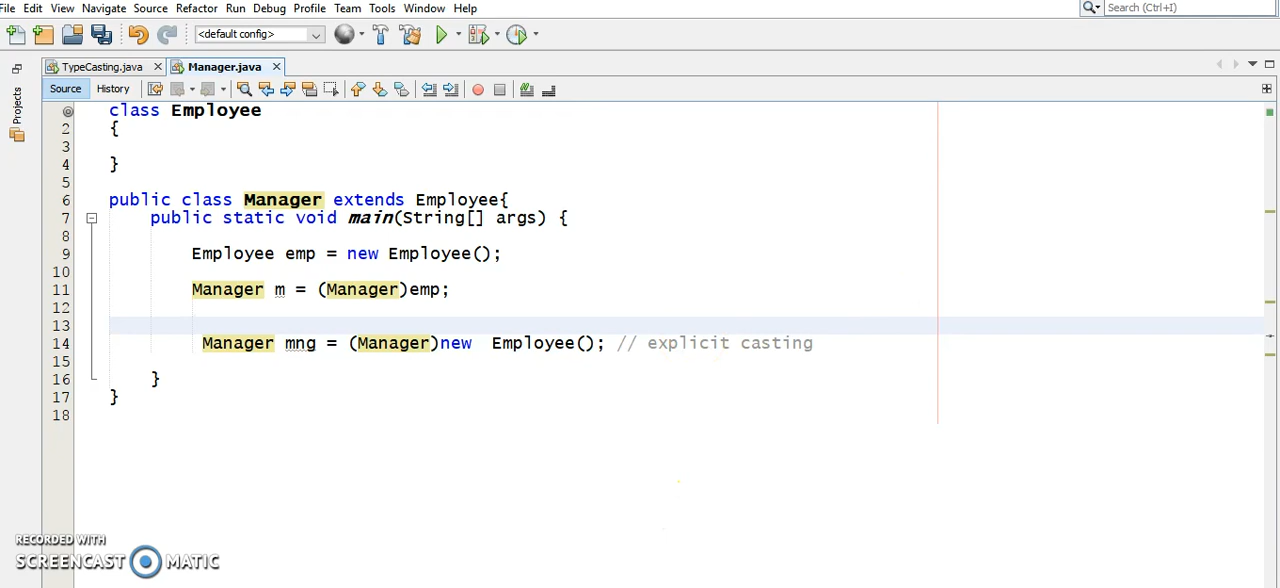 File Edit View Navigate Source Refactor Run Debug Profile Team Tools Window Help Search (Ctrl+I)
<default config>
TypeCasting.java Manager.java
Source History
Projects
class Employee
2 {
3
4 }
5
6 public class Manager extends Employee{
7 public static void main(String[] args) {
8
9 Employee emp = new Employee();
10
11 Manager m = (Manager)emp;
12
13
14 Manager mng = (Manager)new Employee(); // explicit casting
15
16 }
17 }
18
RECORDED WITH
SCREENCAST MATIC